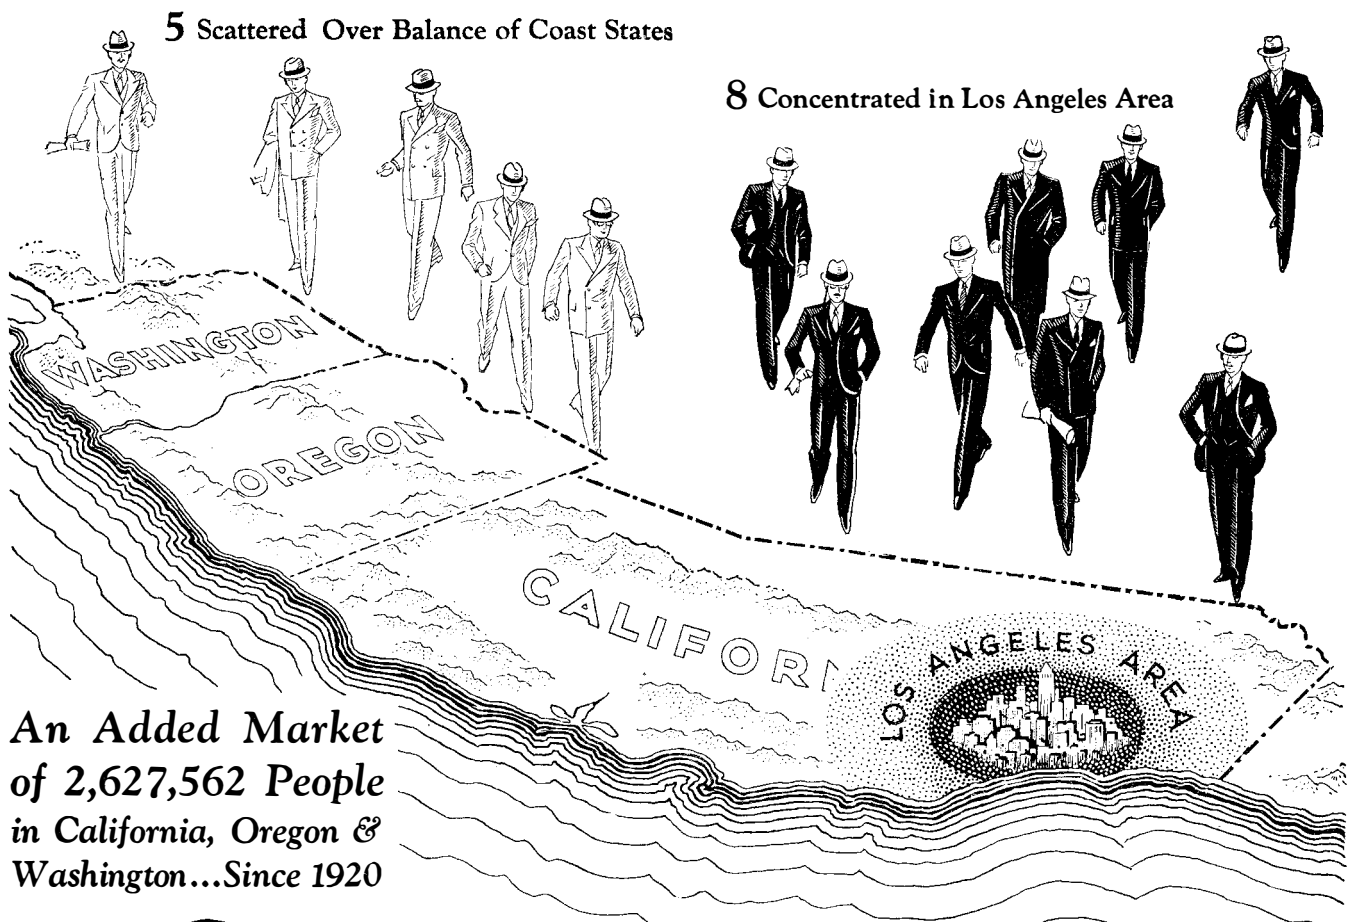 5 Scattered Over Balance of Coast States
8 Concentrated in Los Angeles Area
WASHINGTON
OREGON
CALIFORN
LOS ANGELES AREA
An Added Market
of 2,627,562 People
in California, Oregon &
Washington...Since 1920